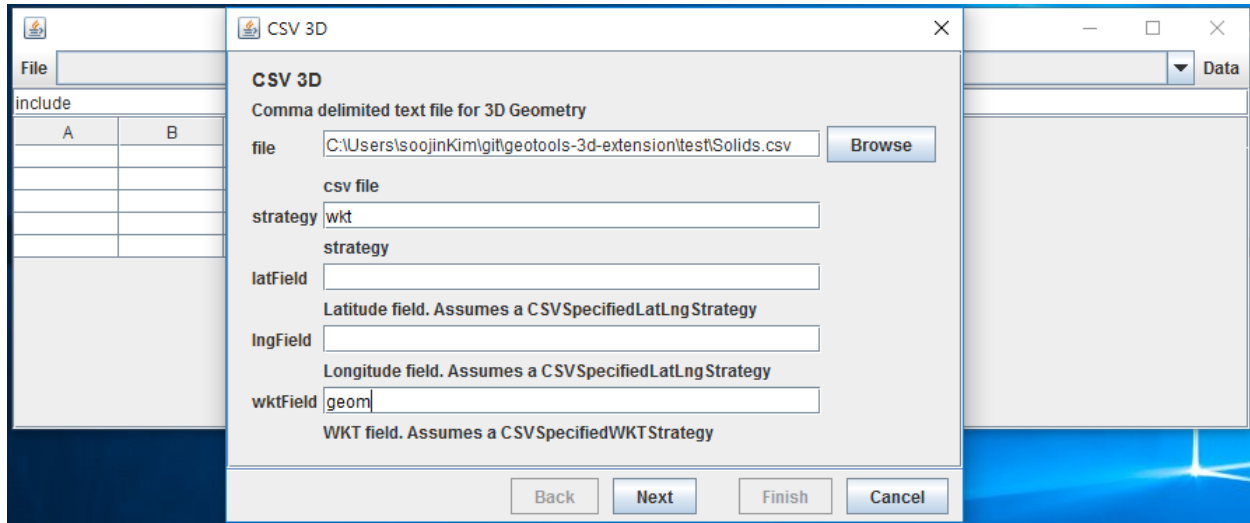 CSV 3D
File
Data
include
A B
CSV 3D
Comma delimited text file for 3D Geometry
file C:\Users\soojinKim\git\geotools-3d-extension\test\Solids.csv Browse
csv file
strategy wkt
strategy
latField
Latitude field. Assumes a CSVSpecifiedLatLngStrategy
lngField
Longitude field. Assumes a CSVSpecifiedLatLngStrategy
wktField geom
WKT field. Assumes a CSVSpecifiedWKTStrategy
Back Next Finish Cancel